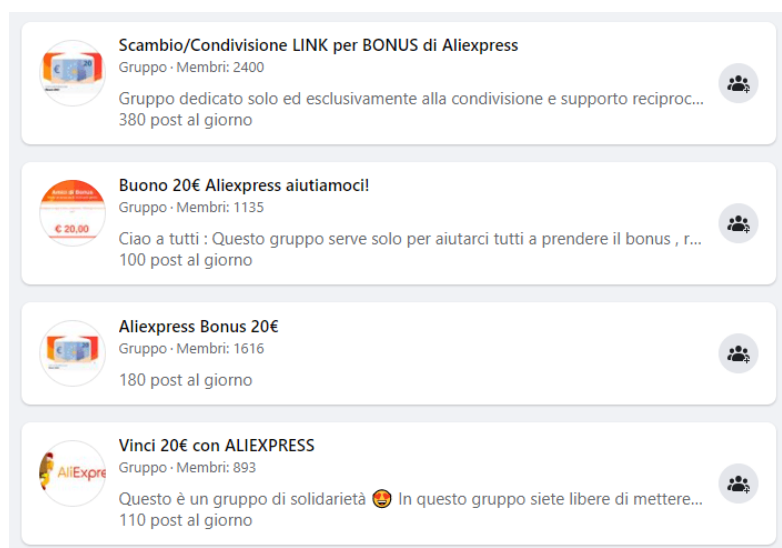 Scambio/Condivisione LINK per BONUS di Aliexpress
Gruppo · Membri: 2400
Gruppo dedicato solo ed esclusivamente alla condivisione e supporto reciproc...
380 post al giorno
€ 20,00
Buono 20€ Aliexpress aiutiamoci!
Gruppo · Membri: 1135
Ciao a tutti : Questo gruppo serve solo per aiutarci tutti a prendere il bonus , r...
100 post al giorno
Aliexpress Bonus 20€
Gruppo · Membri: 1616
180 post al giorno
AliExpre
Vinci 20€ con ALIEXPRESS
Gruppo · Membri: 893
Questo è un gruppo di solidarietà 🤩 In questo gruppo siete libere di mettere...
110 post al giorno